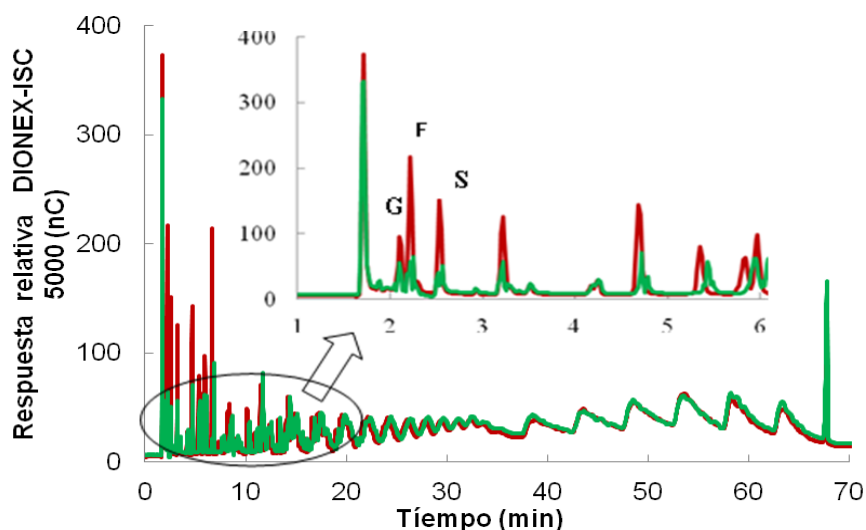 Respuesta relativa DIONEX-ISC
5000 (nC)
400
300
200
100
0
400
300
200
100
0
F
G
S
1 2 3 4 5 6
0 10 20 30 40 50 60 70
Tíempo (min)